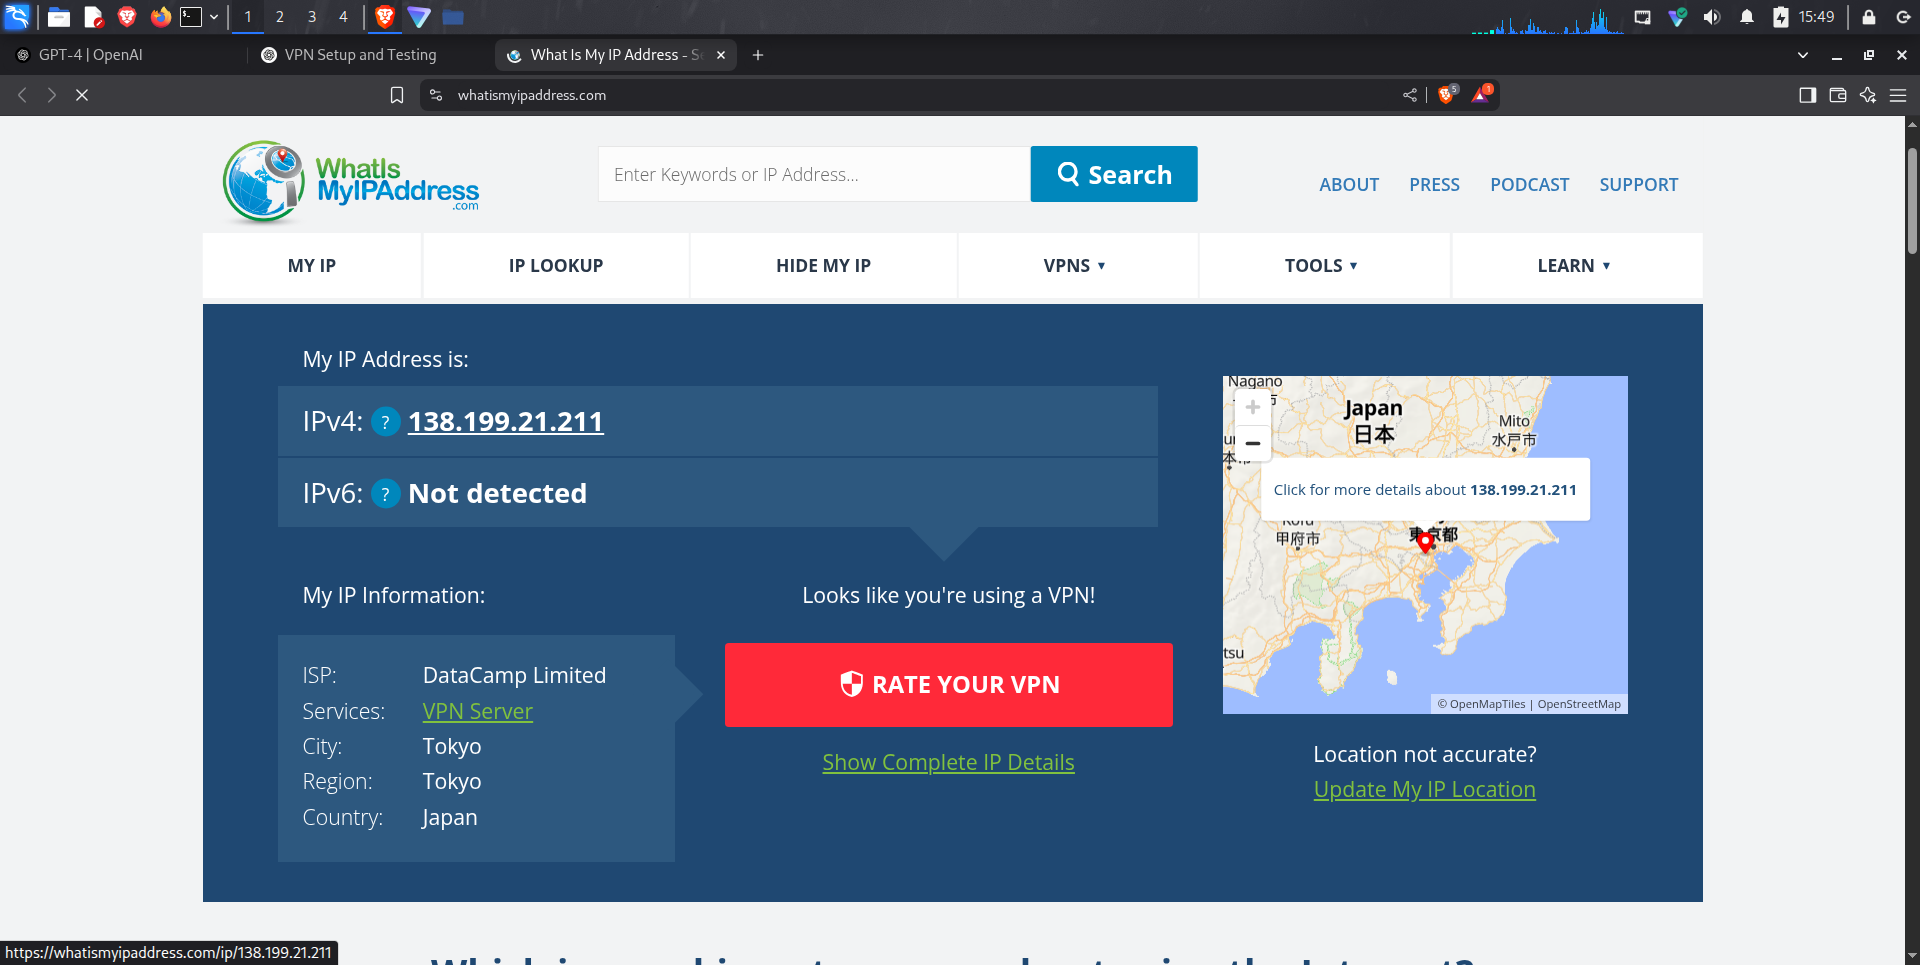 1 2 3 4
15:49
GPT-4 | OpenAI
VPN Setup and Testing
What Is My IP Address - Se
whatismyipaddress.com
5
1
WhatIs
MyIPAddress
.com
Enter Keywords or IP Address...
Search
ABOUT PRESS PODCAST SUPPORT
MY IP IP LOOKUP HIDE MY IP VPNS ▼ TOOLS ▼ LEARN ▼
My IP Address is:
IPv4: ? 138.199.21.211
IPv6: ? Not detected
My IP Information:
ISP: DataCamp Limited
Services: VPN Server
City: Tokyo
Region: Tokyo
Country: Japan
Looks like you're using a VPN!
RATE YOUR VPN
Show Complete IP Details
Nagano
Japan
日本
Mito
水戸市
Click for more details about 138.199.21.211
甲府市
東京都
tsu
© OpenMapTiles | OpenStreetMap
Location not accurate?
Update My IP Location
https://whatismyipaddress.com/ip/138.199.21.211